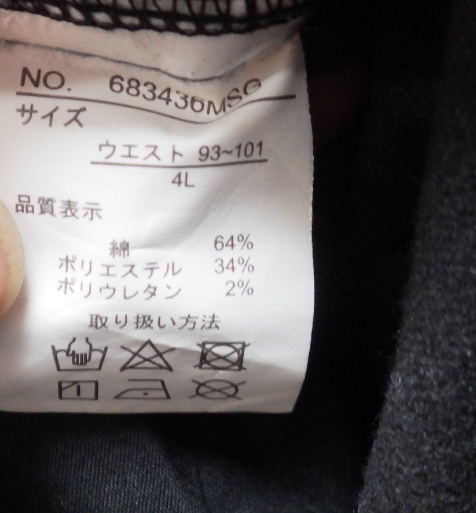 NO. 683436MSG
サイズ
ウエスト 93~101
4L
品質表示
綿 64%
ポリエステル 34%
ポリウレタン 2%
取り扱い方法